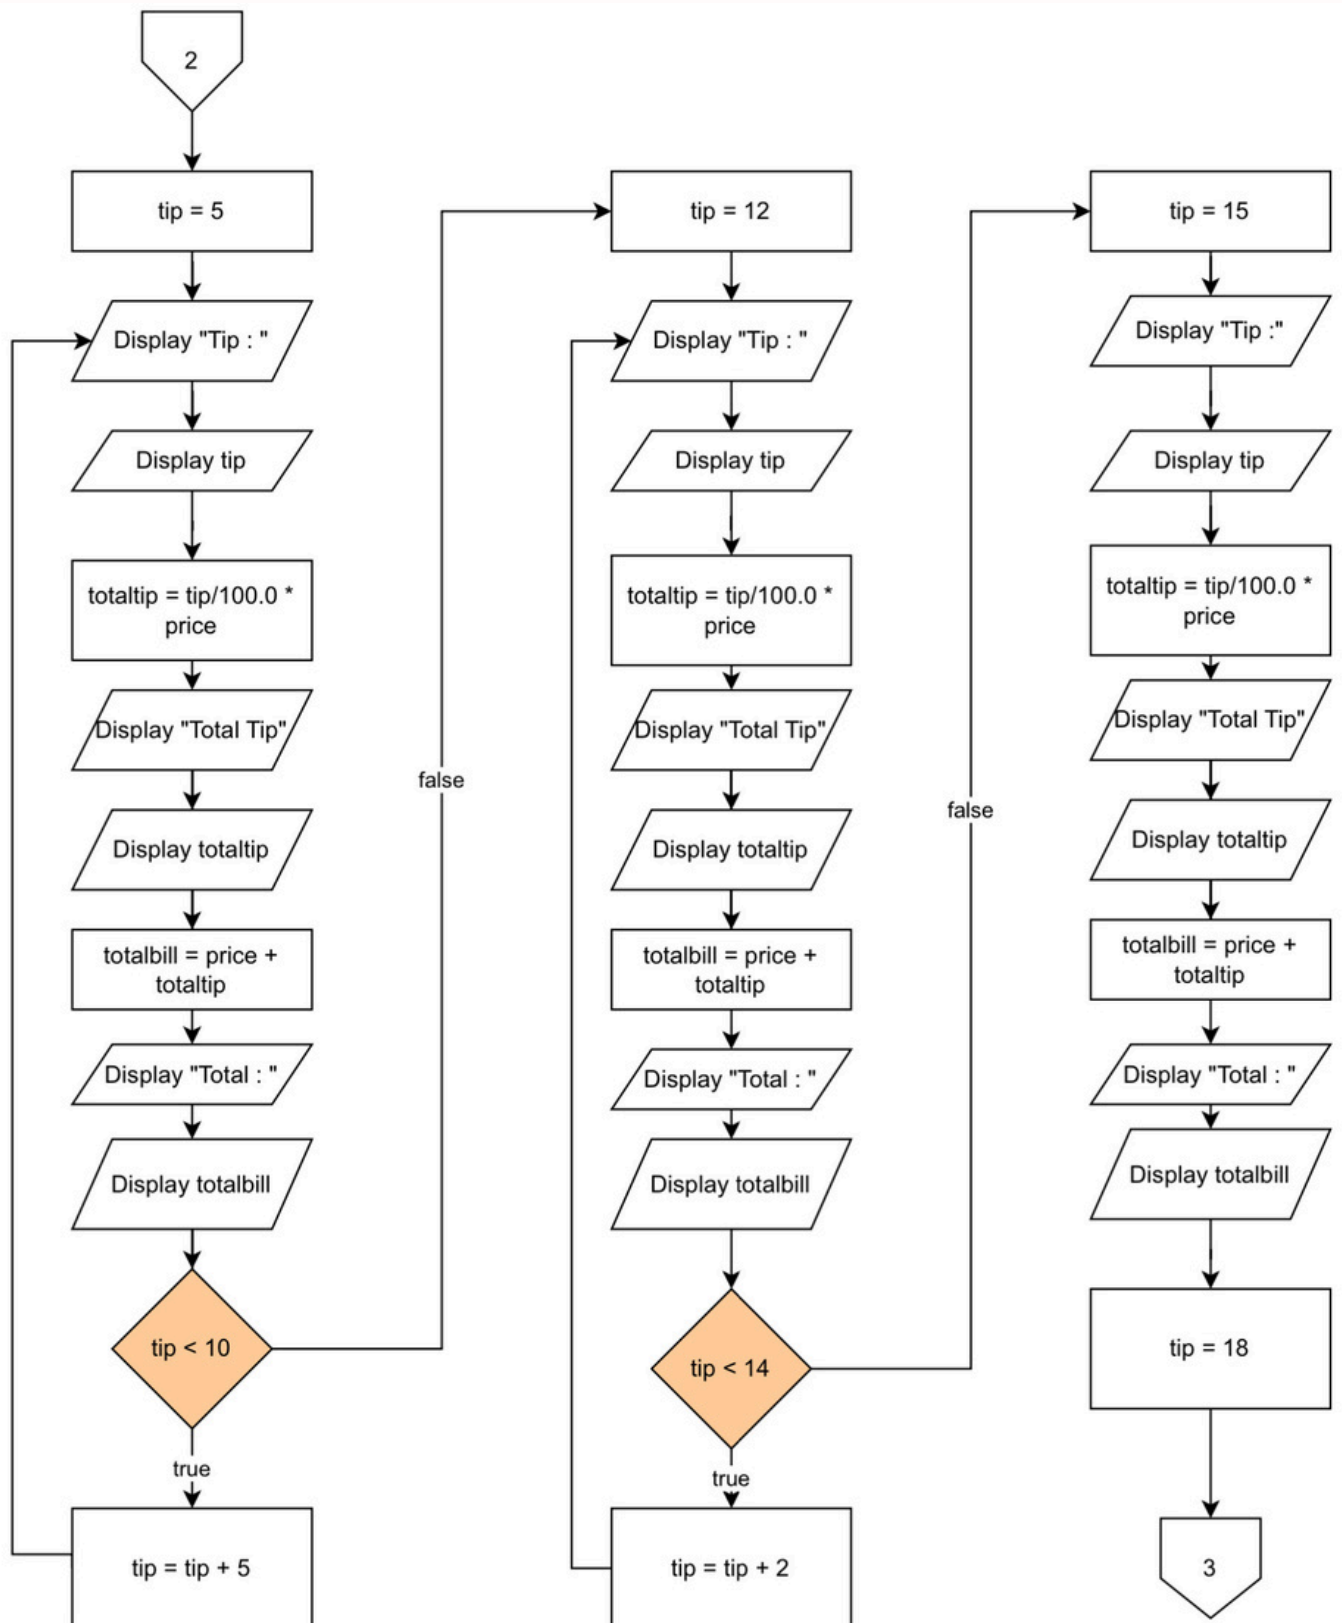 2
tip = 5
Display "Tip : "
Display tip
totaltip = tip/100.0 *
price
Display "Total Tip"
Display totaltip
totalbill = price +
totaltip
Display "Total : "
Display totalbill
tip < 10
true
tip = tip + 5
false
tip = 12
Display "Tip : "
Display tip
totaltip = tip/100.0 *
price
Display "Total Tip"
Display totaltip
totalbill = price +
totaltip
Display "Total : "
Display totalbill
tip < 14
true
tip = tip + 2
false
tip = 15
Display "Tip :"
Display tip
totaltip = tip/100.0 *
price
Display "Total Tip"
Display totaltip
totalbill = price +
totaltip
Display "Total : "
Display totalbill
tip = 18
3